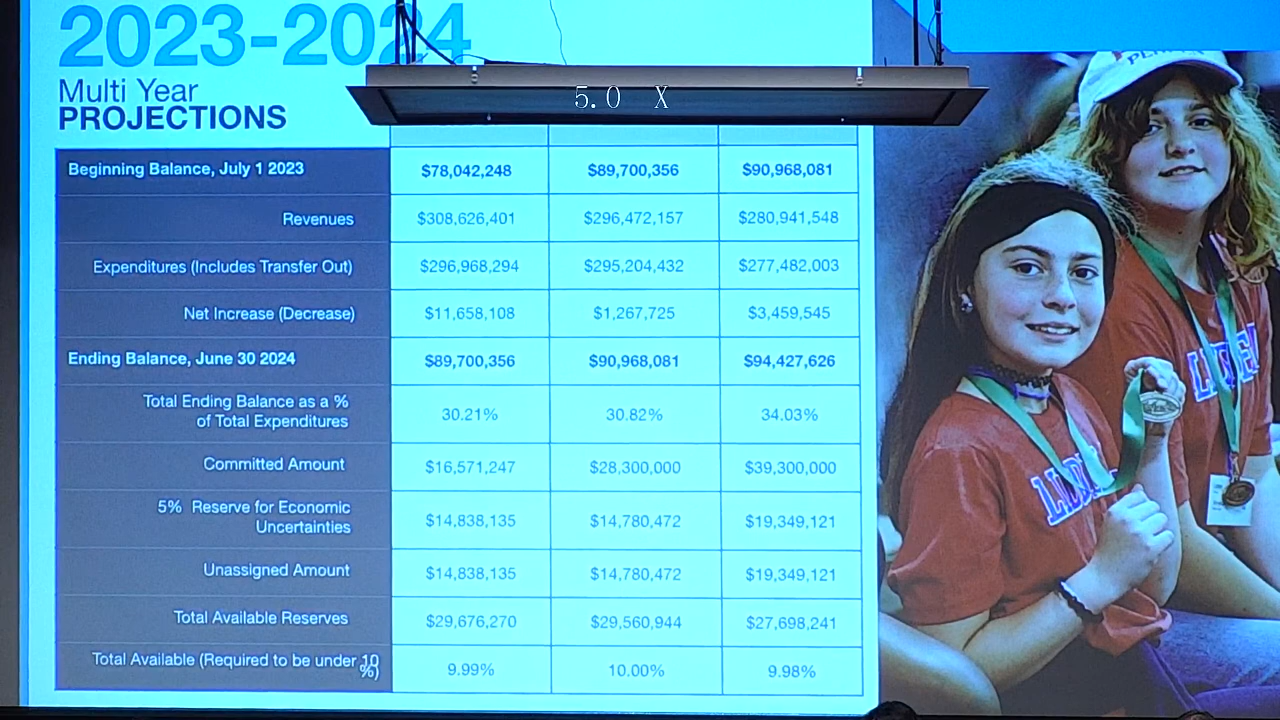 2023-2024
Multi Year
PROJECTIONS
5.0 X
Beginning Balance, July 1 2023 $78,042,248 $89,700,356 $90,968,081
Revenues $308,626,401 $296,472,157 $280,941,548
Expenditures (Includes Transfer Out) $296,968,294 $295,204,432 $277,482,003
Net Increase (Decrease) $11,658,108 $1,267,725 $3,459,545
Ending Balance, June 30 2024 $89,700,356 $90,968,081 $94,427,626
Total Ending Balance as a %
of Total Expenditures 30.21% 30.82% 34.03%
Committed Amount $16,571,247 $28,300,000 $39,300,000
5% Reserve for Economic
Uncertainties $14,838,135 $14,780,472 $19,349,121
Unassigned Amount $14,838,135 $14,780,472 $19,349,121
Total Available Reserves $29,676,270 $29,560,944 $27,698,241
Total Available (Required to be under 10
%) 9.99% 10.00% 9.98%